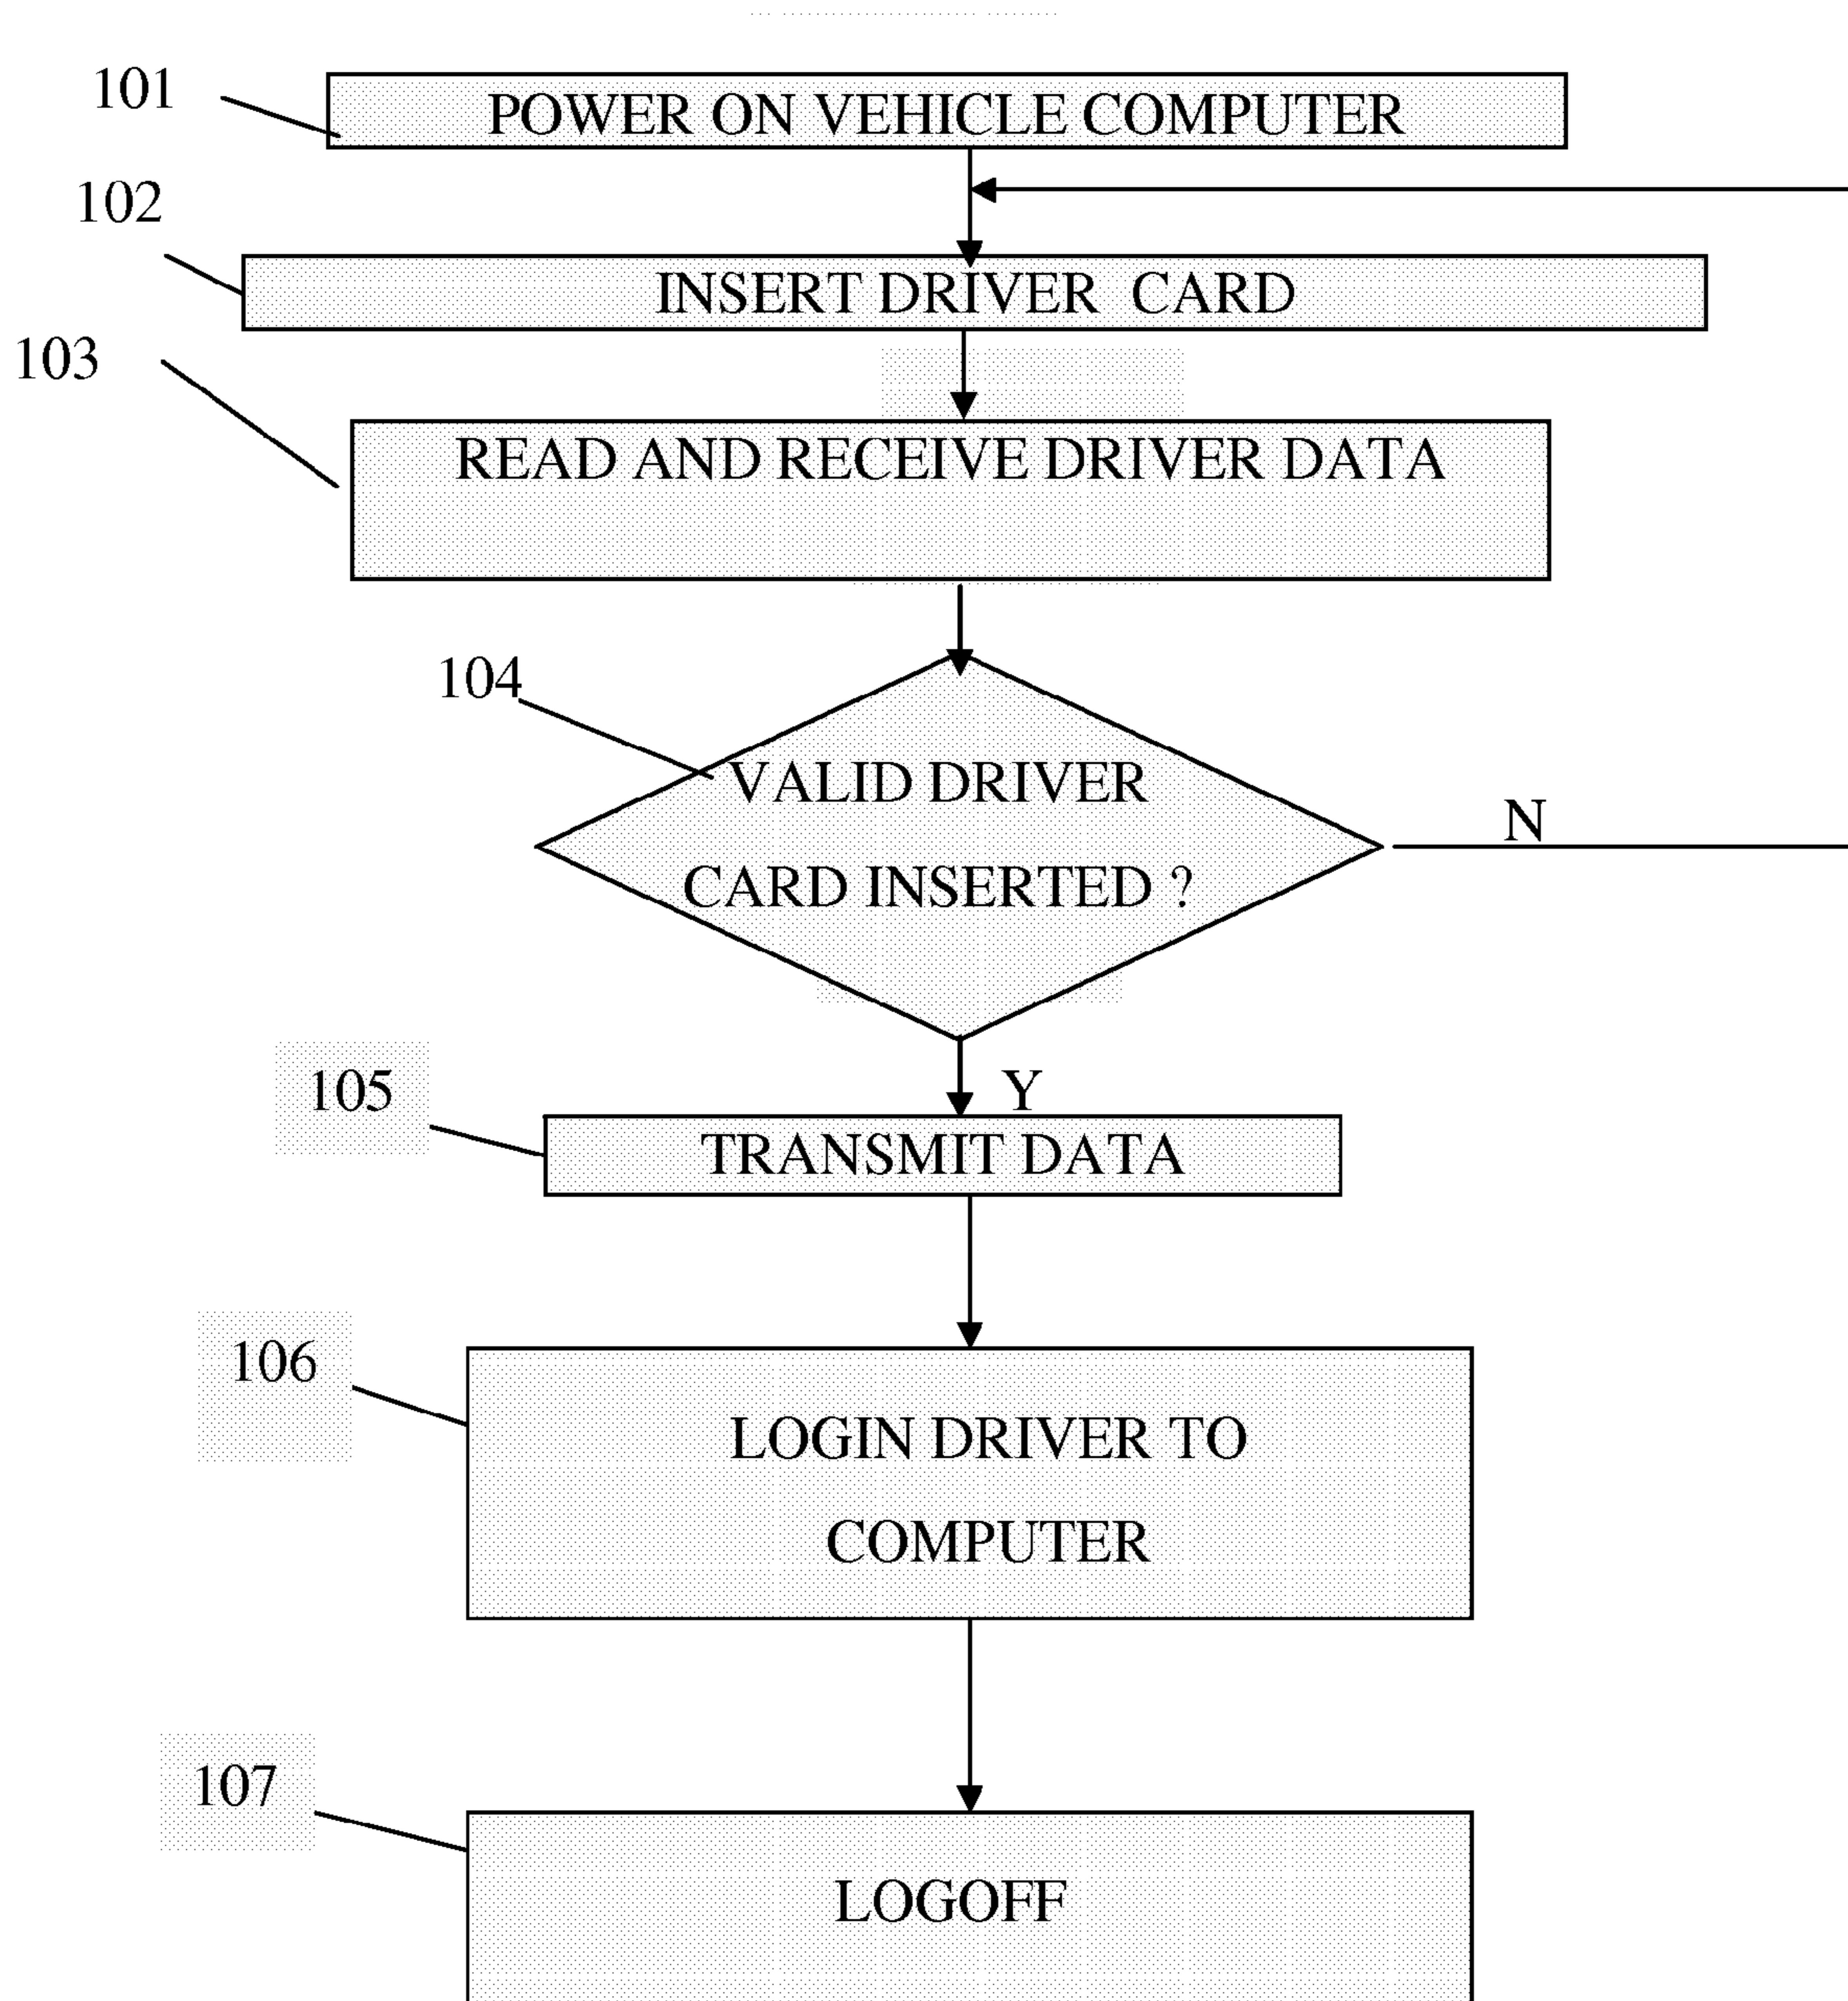 101
POWER ON VEHICLE COMPUTER
102
INSERT DRIVER CARD
103
READ AND RECEIVE DRIVER DATA
104
VALID DRIVER
CARD INSERTED ?
N
Y
105
TRANSMIT DATA
106
LOGIN DRIVER TO
COMPUTER
107
LOGOFF